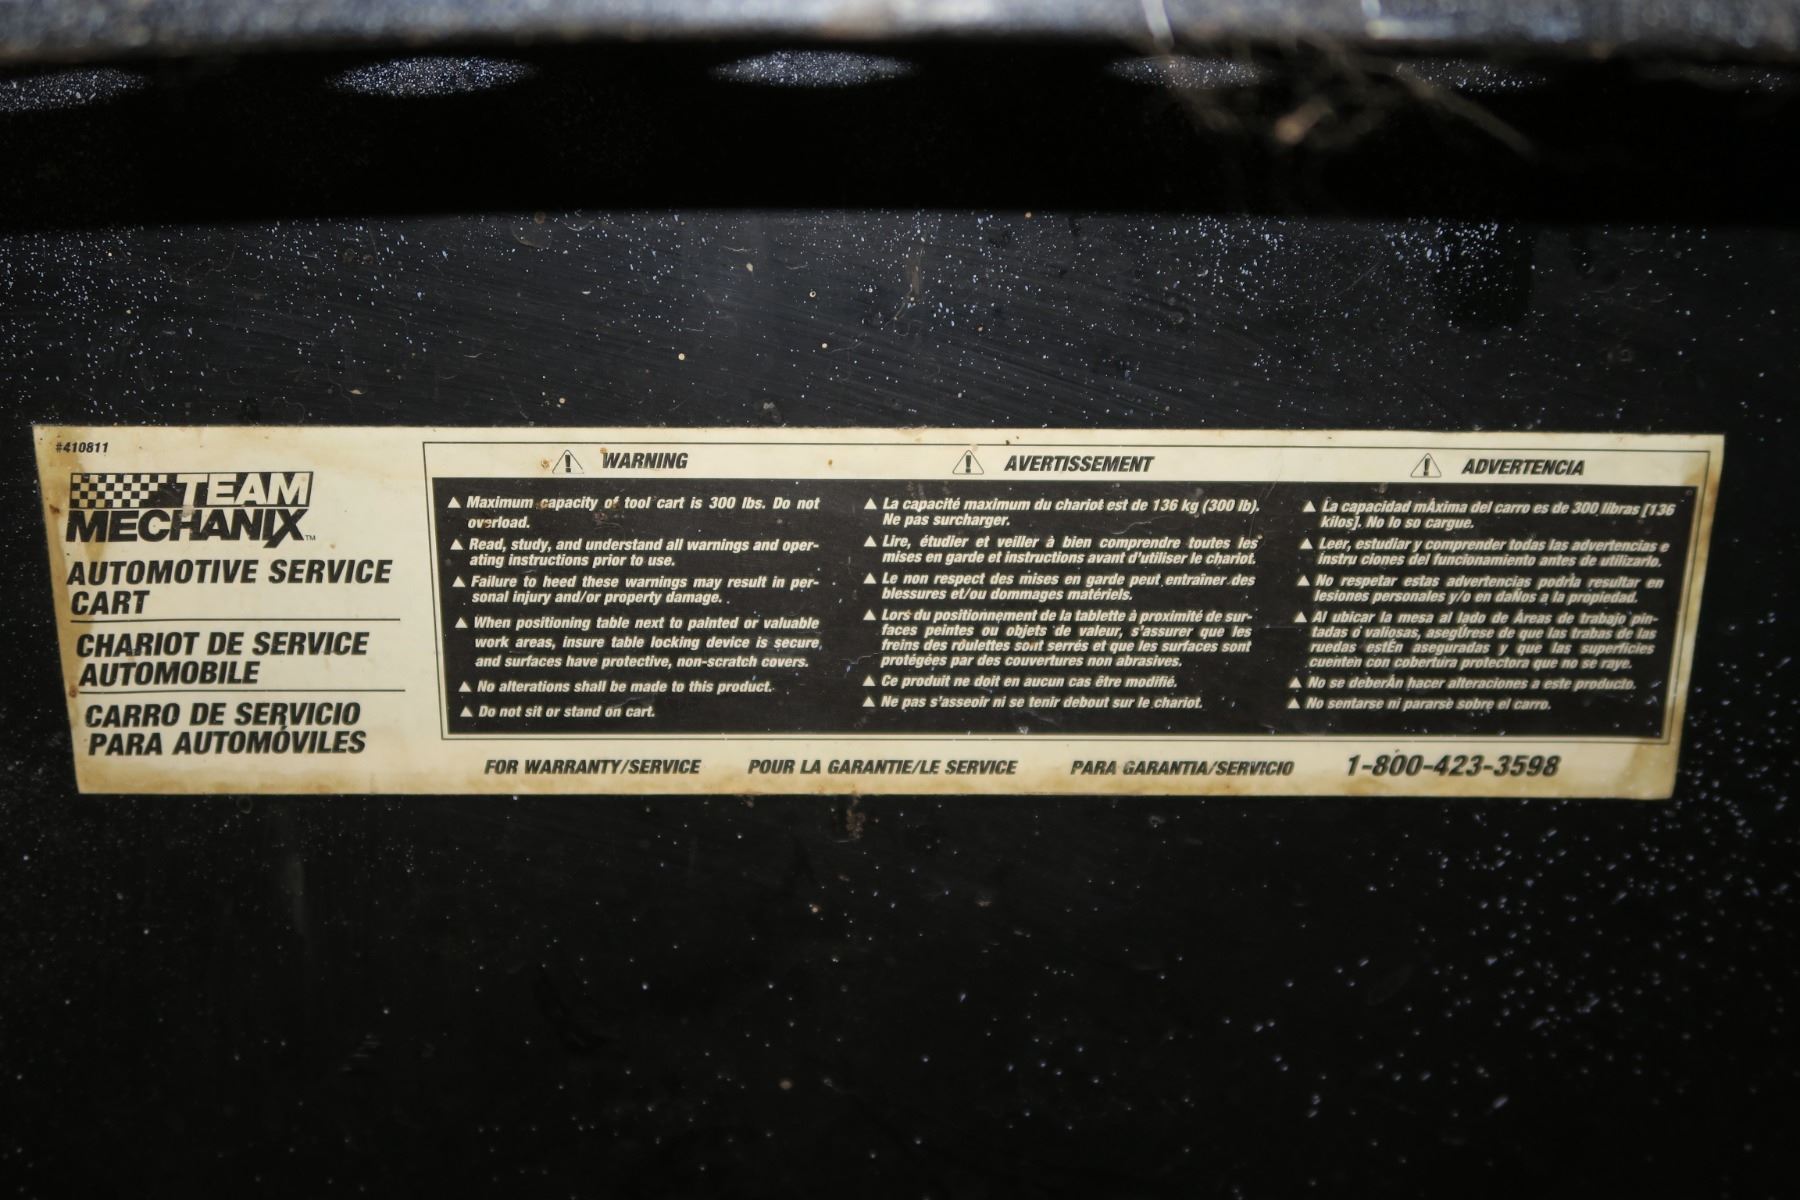 #410811
TEAM
MECHANIX™
AUTOMOTIVE SERVICE
CART
CHARIOT DE SERVICE
AUTOMOBILE
CARRO DE SERVICIO
PARA AUTOMÓVILES
WARNING
▲ Maximum capacity of tool cart is 300 lbs. Do not
overload.
▲ Read, study, and understand all warnings and oper-
ating instructions prior to use.
▲ Failure to heed these warnings may result in per-
sonal injury and/or property damage.
▲ When positioning table next to painted or valuable
work areas, insure table locking device is secure,
and surfaces have protective, non-scratch covers.
▲ No alterations shall be made to this product.
▲ Do not sit or stand on cart.
AVERTISSEMENT
▲ La capacité maximum du chariot est de 136 kg (300 lb).
Ne pas surcharger.
▲ Lire, étudier et veiller à bien comprendre toutes les
mises en garde et instructions avant d'utiliser le chariot.
▲ Le non respect des mises en garde peut entraîner des
blessures et/ou dommages matériels.
▲ Lors du positionnement de la tablette à proximité de sur-
faces peintes ou objets de valeur, s'assurer que les
freins des roulettes sont serrés et que les surfaces sont
protégées par des couvertures non abrasives.
▲ Ce produit ne doit en aucun cas être modifié.
▲ Ne pas s'asseoir ni se tenir debout sur le chariot.
ADVERTENCIA
▲ La capacidad mÁxima del carro es de 300 libras [136
kilos]. No lo so cargue.
▲ Leer, estudiar y comprender todas las advertencias e
instru ciones del funcionamiento antes de utilizarlo.
▲ No respetar estas advertencias podrìa resultar en
lesiones personales y/o en daÑos a la propiedad.
▲ Al ubicar la mesa al lado de Áreas de trabajo pin-
tadas ó valiosas, asegÚrese de que las trabas de las
ruedas estÉn aseguradas y que las superficies
cuenten con cobertura protectora que no se raye.
▲ No se deberÁn hacer alteraciones a este producto.
▲ No sentarse ni pararse sobre el carro.
FOR WARRANTY/SERVICE POUR LA GARANTIE/LE SERVICE PARA GARANTIA/SERVICIO 1-800-423-3598